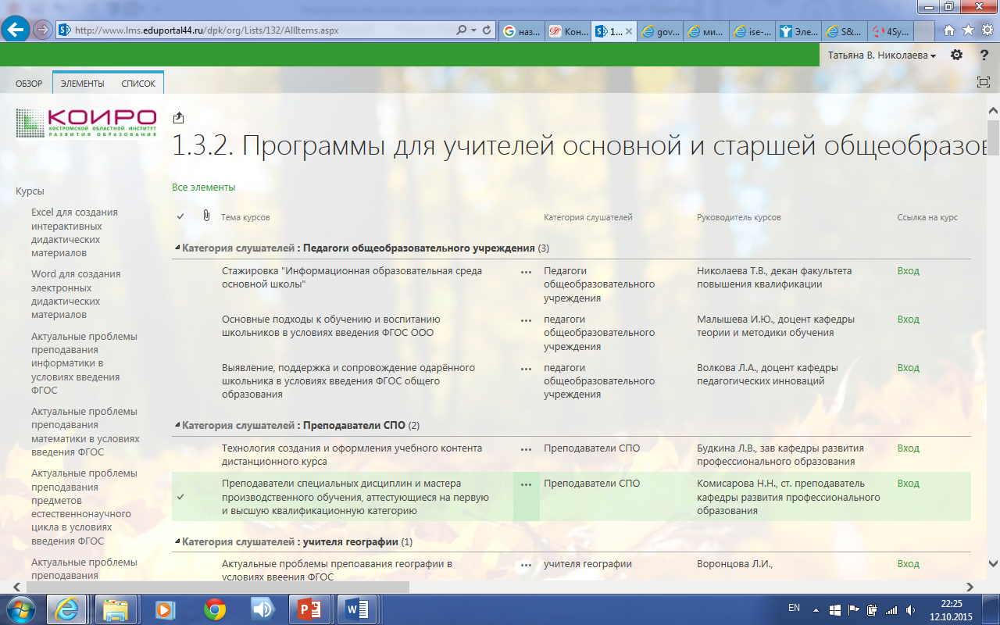 http://www.lms.eduportal44.ru/dpk/org/Lists/132/AllItems.aspx
наз...
Кон...
1...
gov...
ми...
ise-...
Эле...
S&...
4Sy...
Татьяна В. Николаева
?
ОБЗОР ЭЛЕМЕНТЫ СПИСОК
КОИРО
КОСТРОМСКОЙ ОБЛАСТНОЙ ИНСТИТУТ
РАЗВИТИЯ ОБРАЗОВАНИЯ
1.3.2. Программы для учителей основной и старшей общеобразов
Курсы
Excel для создания
интерактивных
дидактических
материалов
Word для создания
электронных
дидактических
материалов
Актуальные проблемы
преподавания
информатики в
условиях введения
ФГОС
Актуальные проблемы
преподавания
математики в условиях
введения ФГОС
Актуальные проблемы
преподавания
предметов
естественнонаучного
цикла в условиях
введения ФГОС
Актуальные проблемы
преподавания
Все элементы
Тема курсов Категория слушателей Руководитель курсов Ссылка на курс
Категория слушателей : Педагоги общеобразовательного учреждения (3)
Стажировка "Информационная образовательная среда
основной школы"
...
Педагоги
общеобразовательного
учреждения
Николаева Т.В., декан факультета
повышения квалификации
Вход
Основные подходы к обучению и воспитанию
школьников в условиях введения ФГОС ООО
...
педагоги
общеобразовательного
учреждения
Малышева И.Ю., доцент кафедры
теории и методики обучения
Вход
Выявление, поддержка и сопровождение одарённого
школьника в условиях введения ФГОС общего
образования
...
педагоги
общеобразовательного
учреждения
Волкова Л.А., доцент кафедры
педагогических инноваций
Вход
Категория слушателей : Преподаватели СПО (2)
Технология создания и оформления учебного контента
дистанционного курса
...
Преподаватели СПО
Будкина Л.В., зав кафедры развития
профессионального образования
Вход
Преподаватели специальных дисциплин и мастера
производственного обучения, аттестующиеся на первую
и высшую квалификационную категорию
...
Преподаватели СПО
Комисарова Н.Н., ст. преподаватель
кафедры развития профессионального
образования
Вход
Категория слушателей : учителя географии (1)
Актуальные проблемы препоавания географии в
условиях ввеения ФГОС
...
учителя географии
Воронцова Л.И.,
Вход
EN
22:25
12.10.2015